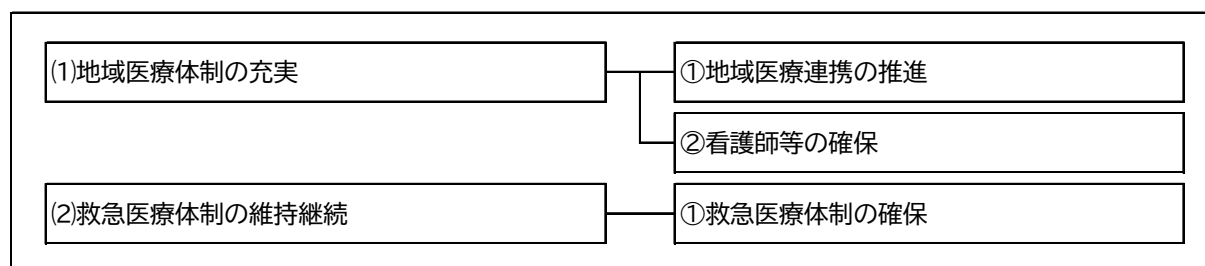 ⑴地域医療体制の充実
①地域医療連携の推進
②看護師等の確保
⑵救急医療体制の維持継続
①救急医療体制の確保